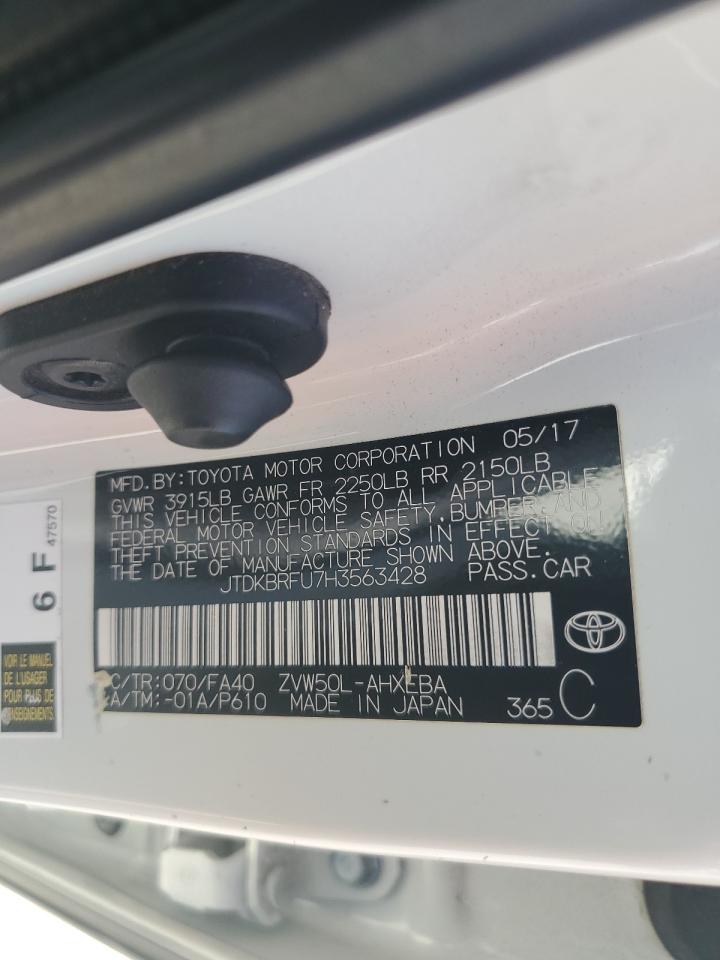 MFD.BY:TOYOTA MOTOR CORPORATION 05/17
GVWR 3915LB GAWR FR 2250LB RR 2150LB
THIS VEHICLE CONFORMS TO ALL APPLICABLE
FEDERAL MOTOR VEHICLE SAFETY,BUMPER,AND
THEFT PREVENTION STANDARDS IN EFFECT ON
THE DATE OF MANUFACTURE SHOWN ABOVE.
JTDKBRFU7H3563428 PASS.CAR
C/TR:070/FA40 ZVW50L-AHXEBA
A/TM:-01A/P610 MADE IN JAPAN 365 C
6 F
47570
VOIR LE MANUEL
DE L'USAGER
POUR PLUS DE
RENSEIGNEMENTS